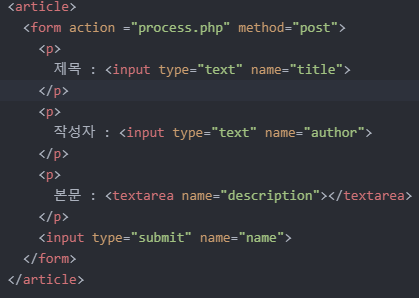 <article>
<form action ="process.php" method="post">
<p>
제목 : <input type="text" name="title">
</p>
<p>
작성자 : <input type="text" name="author">
</p>
<p>
본문 : <textarea name="description"></textarea>
</p>
<input type="submit" name="name">
</form>
</article>